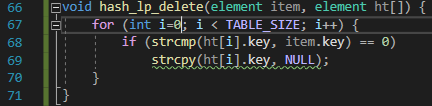 66 void hash_lp_delete(element item, element ht[]) {
67 for (int i=0; i < TABLE_SIZE; i++) {
68 if (strcmp(ht[i].key, item.key) == 0)
69 strcpy(ht[i].key, NULL);
70 }
71 }